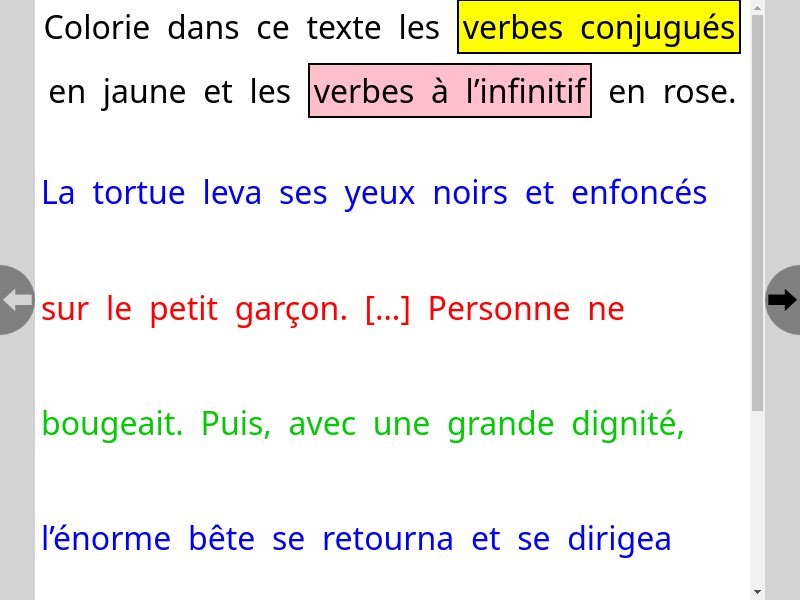 Colorie dans ce texte les verbes conjugués
en jaune et les verbes à l’infinitif en rose.
La tortue leva ses yeux noirs et enfoncés
sur le petit garçon. [...] Personne ne
bougeait. Puis, avec une grande dignité,
l’énorme bête se retourna et se dirigea